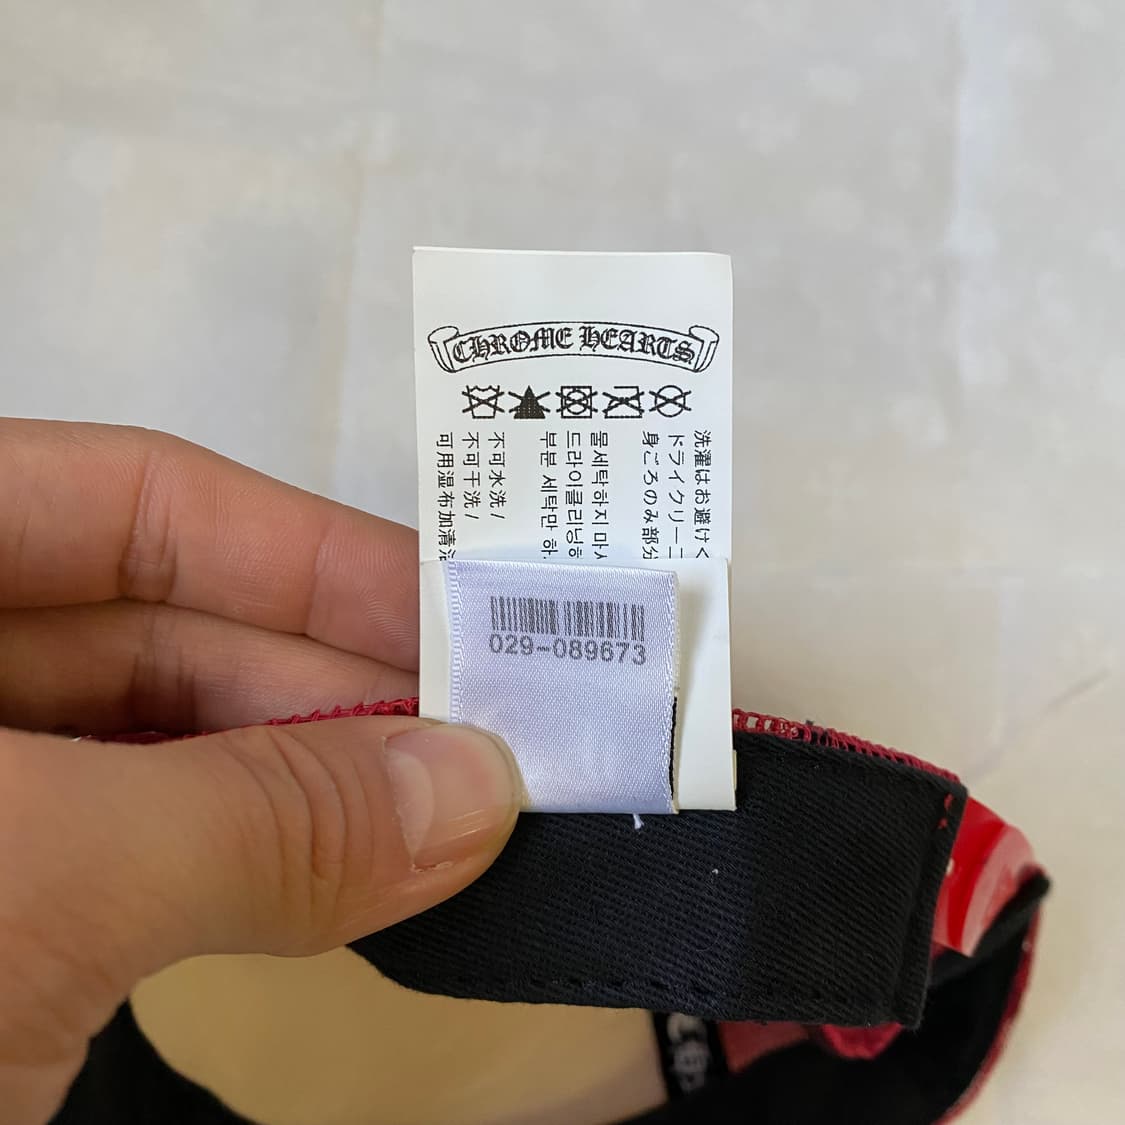 CHROME HEARTS
洗濯はお避けく
ドライクリーニ
身ごろのみ部分
물세탁하지 마시
드라이클리닝하
부분 세탁만 하
不可水洗/
不可干洗/
可用湿布加清洁
029-089673